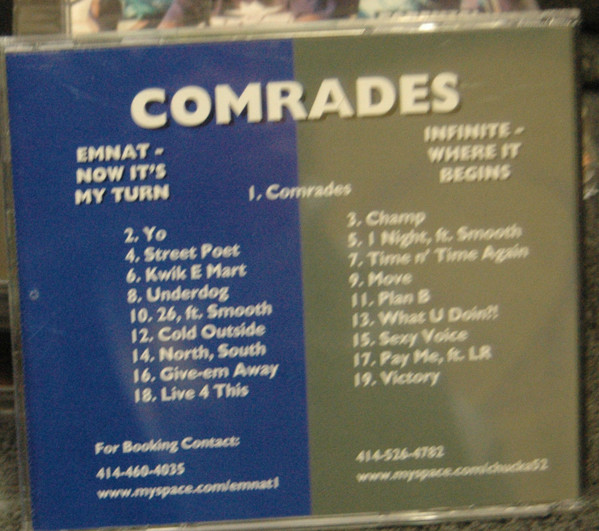 COMRADES
EMNAT -
NOW IT'S
MY TURN
INFINITE -
WHERE IT
BEGINS
1. Comrades
2. Yo
4. Street Poet
6. Kwik E Mart
8. Underdog
10. 26, ft. Smooth
12. Cold Outside
14. North, South
16. Give-em Away
18. Live 4 This
3. Champ
5. 1 Night, ft. Smooth
7. Time n' Time Again
9. Move
11. Plan B
13. What U Doin?!
15. Sexy Voice
17. Pay Me, ft. LR
19. Victory
For Booking Contact:
414-460-4035
www.myspace.com/emnat1
414-526-4782
www.myspace.com/chucka52